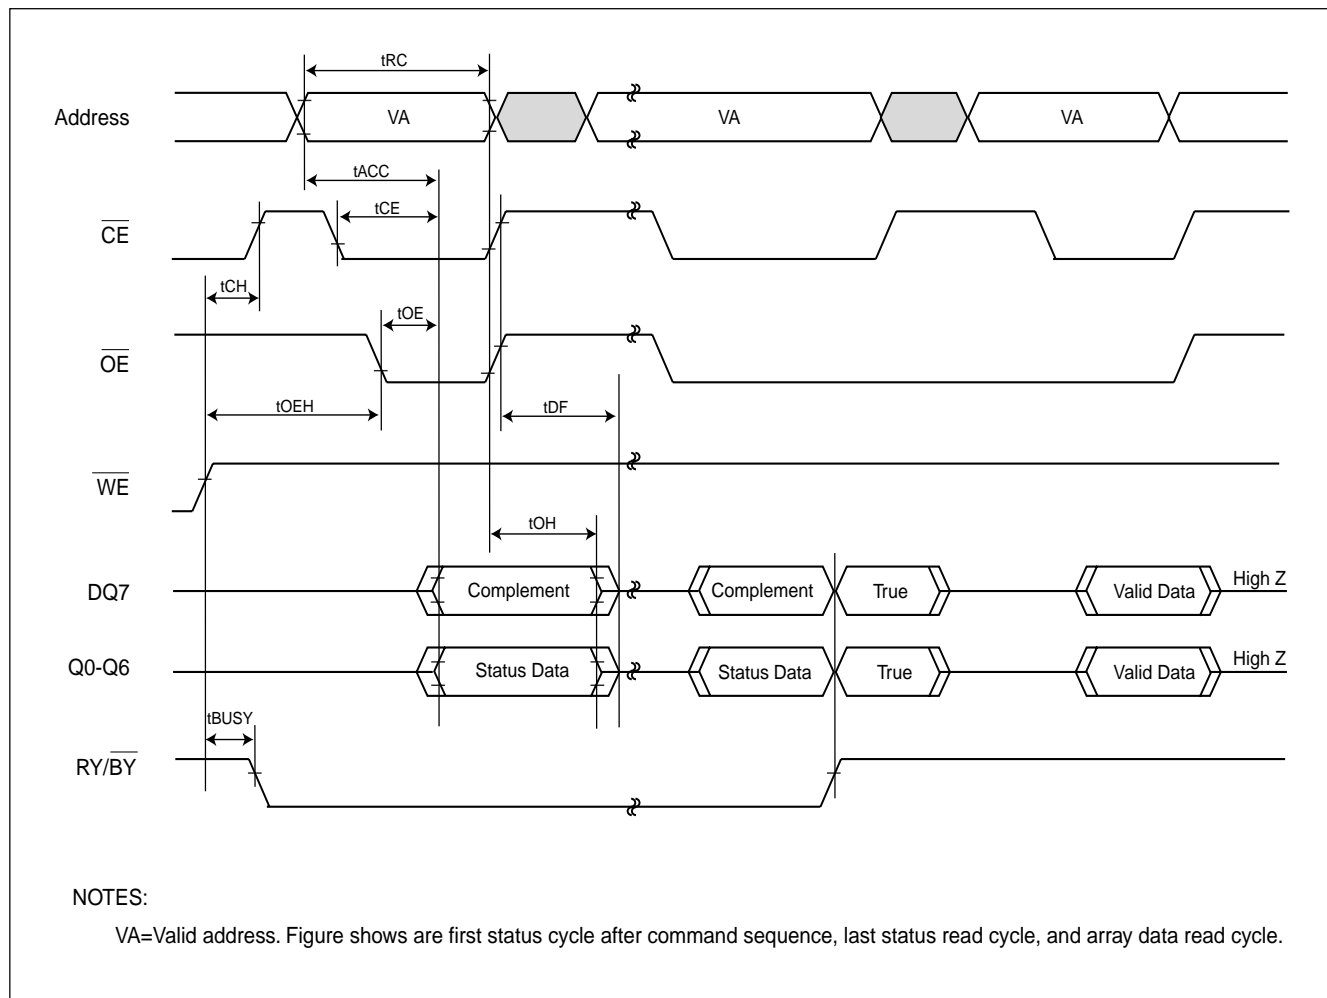 tRC
Address VA VA VA
tACC
tCE
CE
tCH
tOE
OE
tOEH tDF
WE
tOH
DQ7 Complement Complement True Valid Data High Z
Q0-Q6 Status Data Status Data True Valid Data High Z
tBUSY
RY/BY
NOTES:
VA=Valid address. Figure shows are first status cycle after command sequence, last status read cycle, and array data read cycle.